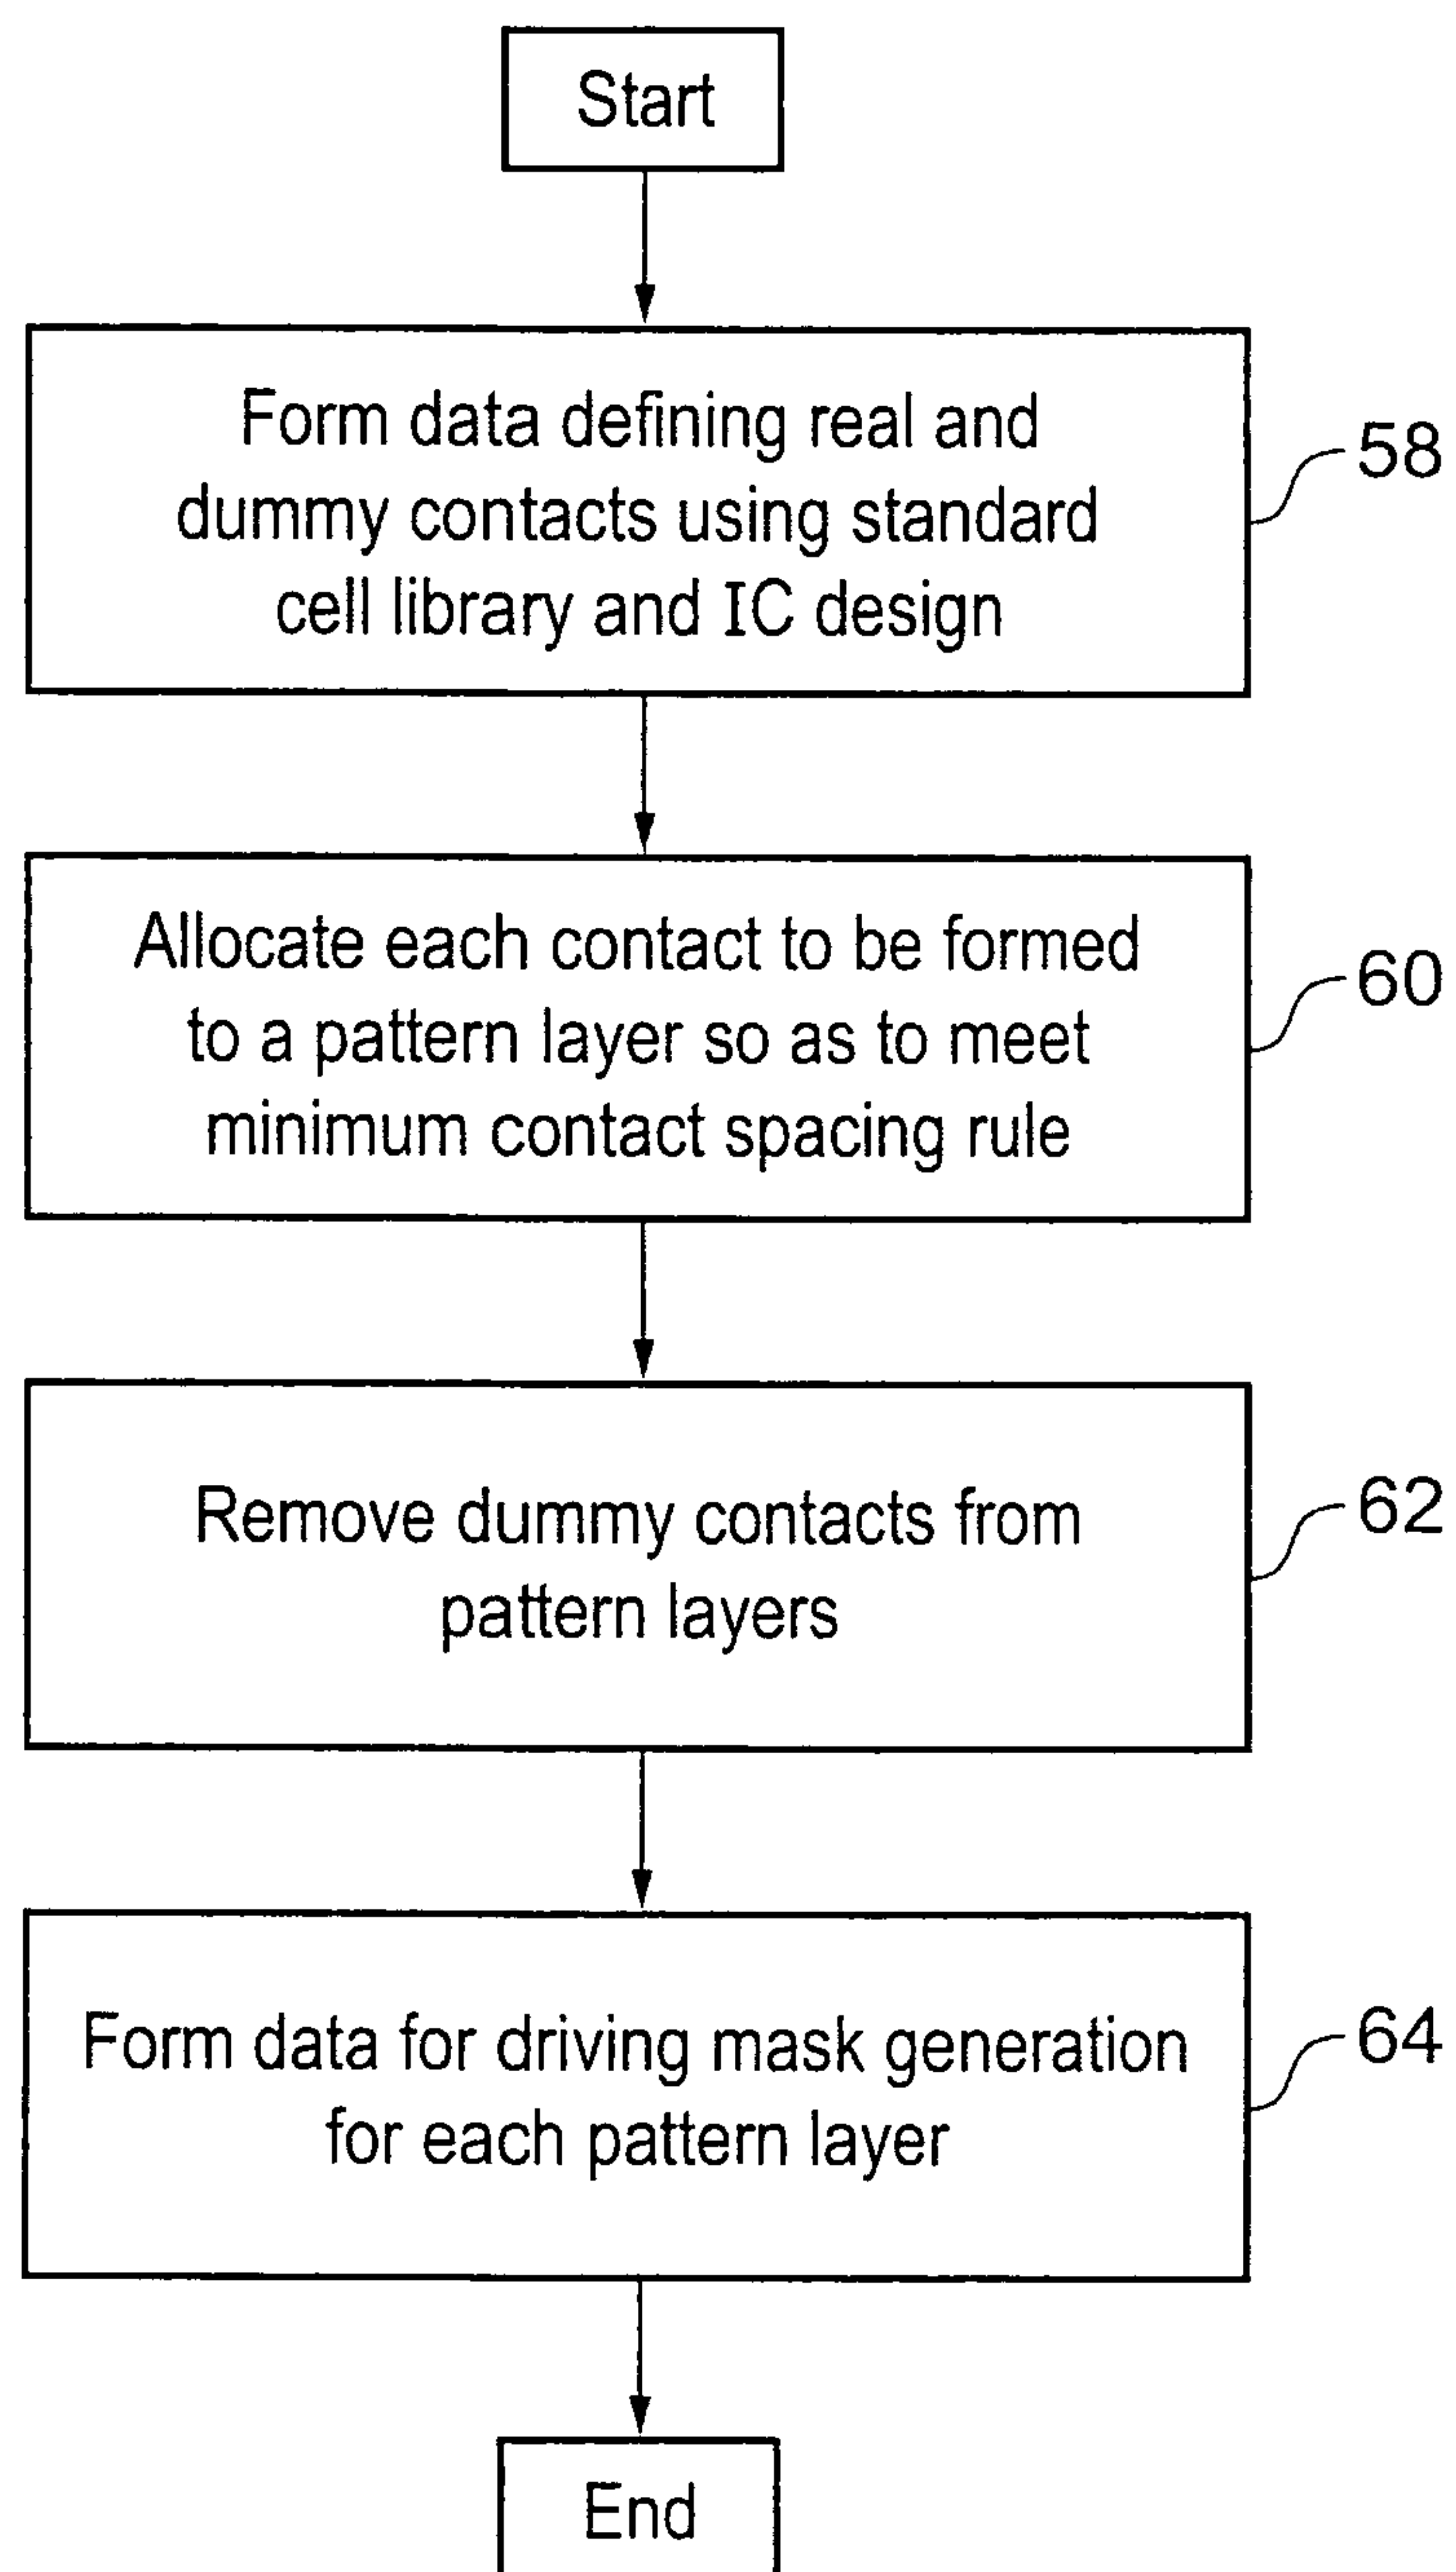 Start
Form data defining real and
dummy contacts using standard
cell library and IC design
58
Allocate each contact to be formed
to a pattern layer so as to meet
minimum contact spacing rule
60
Remove dummy contacts from
pattern layers
62
Form data for driving mask generation
for each pattern layer
64
End